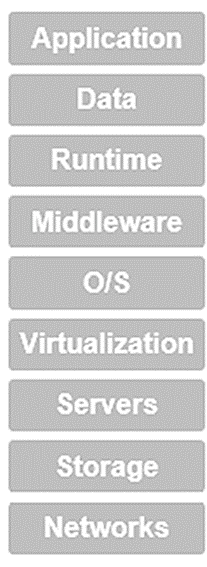 Application
Data
Runtime
Middleware
O/S
Virtualization
Servers
Storage
Networks